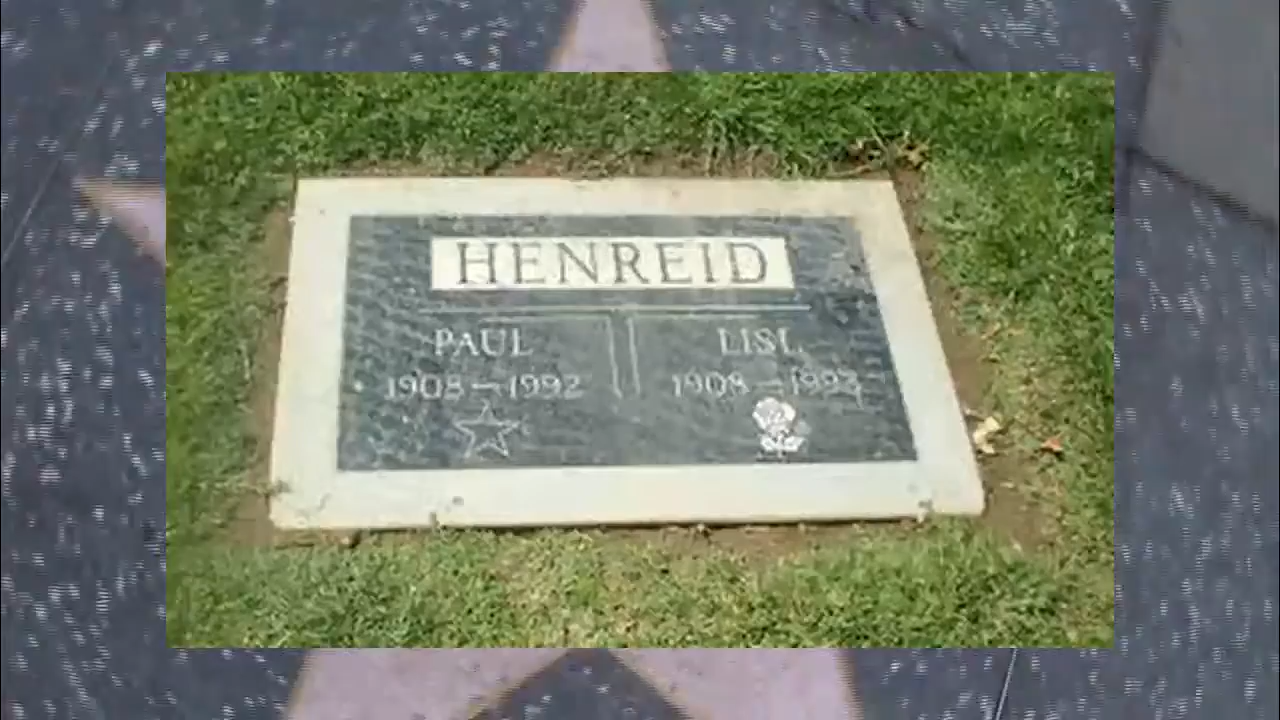 HENREID
PAUL LISL
1908 — 1992 1908 — 1993